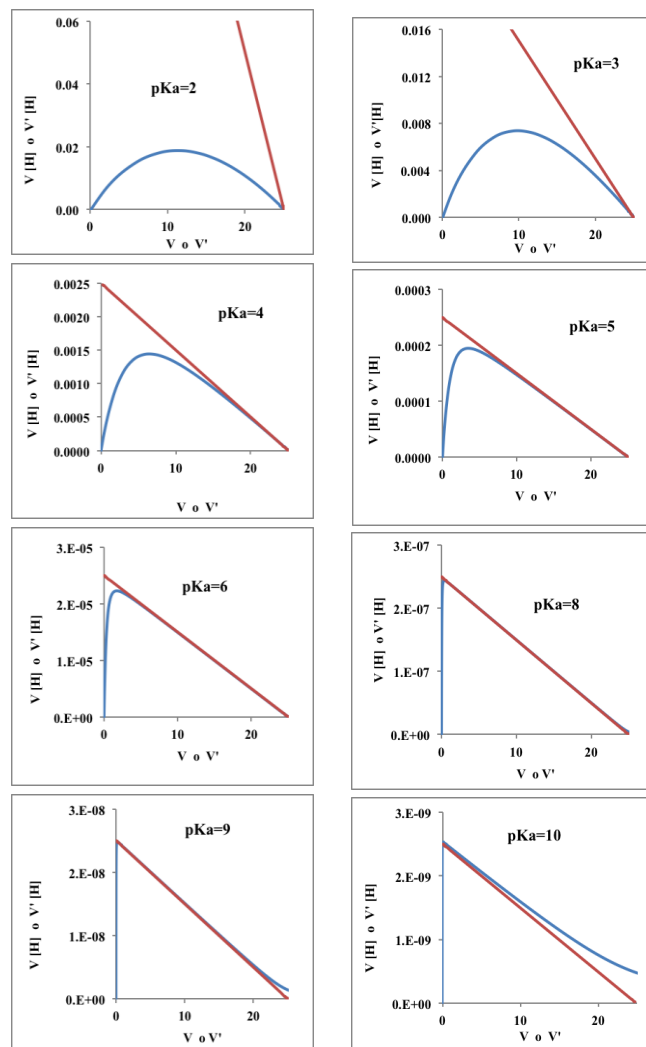 0.06
0.04
0.02
0.00
V [H] o V' [H]
pKa=2
0
10
20
V o V'
0.016
0.012
0.008
0.004
0.000
V [H] o V'[H]
pKa=3
0
10
20
V o V'
0.0025
0.0020
0.0015
0.0010
0.0005
0.0000
V [H] o V' [H]
pKa=4
0
10
20
V o V'
0.0003
0.0002
0.0001
0.0000
V [H] o V' [H]
pKa=5
0
10
20
V o V'
3.E-05
2.E-05
1.E-05
0.E+00
V [H] o V' [H]
pKa=6
0
10
20
V o V'
3.E-07
2.E-07
1.E-07
0.E+00
V [H] o V' [H]
pKa=8
0
10
20
V o V'
3.E-08
2.E-08
1.E-08
0.E+00
V [H] o V' [H]
pKa=9
0
10
20
V o V'
3.E-09
2.E-09
1.E-09
0.E+00
V [H] o V' [H]
pKa=10
0
10
20
V o V'